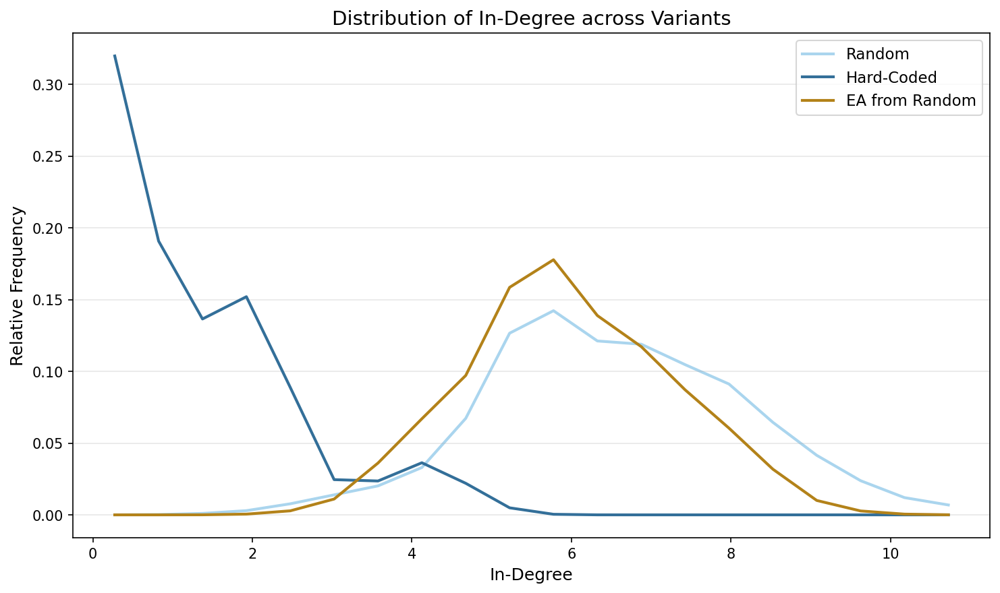 Distribution of In-Degree across Variants
Random
Hard-Coded
EA from Random
Relative Frequency
0.30
0.25
0.20
0.15
0.10
0.05
0.00
0 2 4 6 8 10
In-Degree